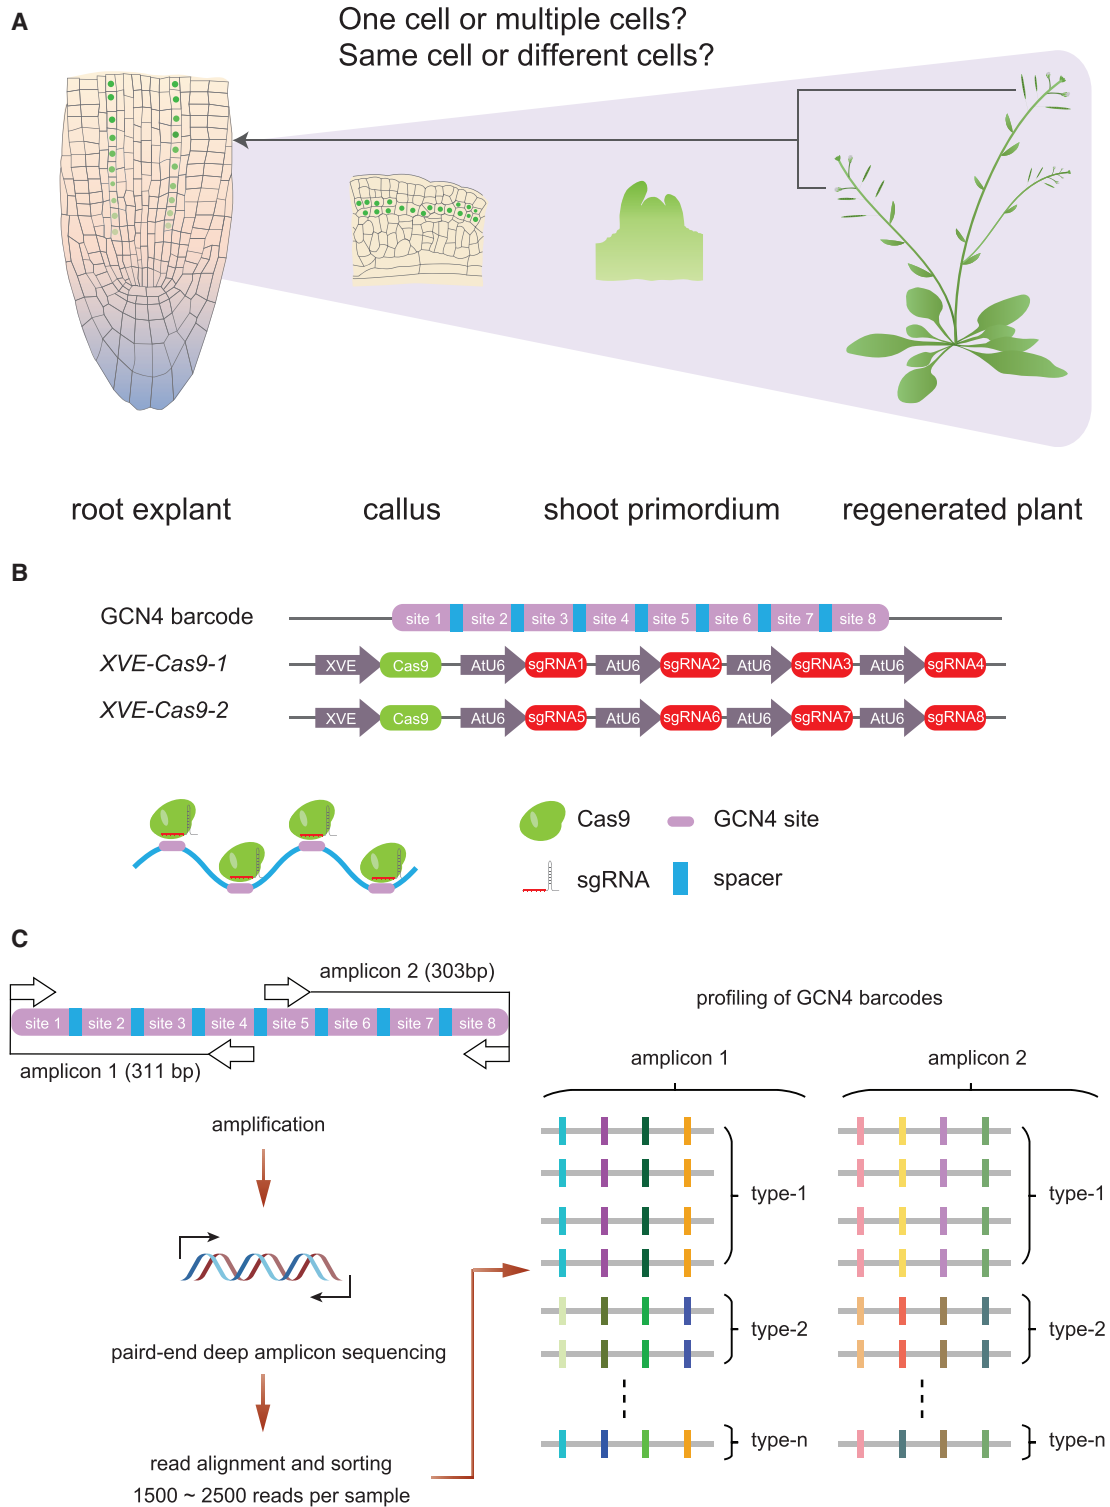 A
One cell or multiple cells?
Same cell or different cells?
root explant
callus
shoot primordium
regenerated plant
B
GCN4 barcode
site 1 site 2 site 3 site 4 site 5 site 6 site 7 site 8
XVE-Cas9-1
XVE Cas9 AtU6 sgRNA1 AtU6 sgRNA2 AtU6 sgRNA3 AtU6 sgRNA4
XVE-Cas9-2
XVE Cas9 AtU6 sgRNA5 AtU6 sgRNA6 AtU6 sgRNA7 AtU6 sgRNA8
Cas9
GCN4 site
sgRNA
spacer
C
amplicon 2 (303bp)
site 1 site 2 site 3 site 4 site 5 site 6 site 7 site 8
amplicon 1 (311 bp)
amplification
paird-end deep amplicon sequencing
read alignment and sorting
1500 ~ 2500 reads per sample
profiling of GCN4 barcodes
amplicon 1
amplicon 2
type-1
type-1
type-2
type-2
type-n
type-n